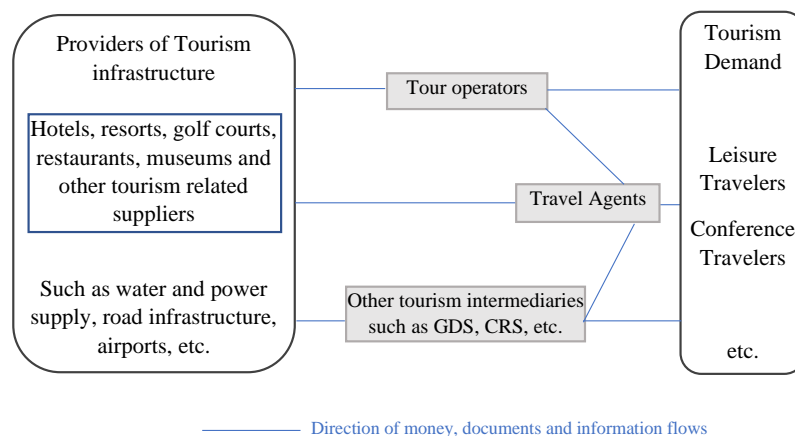 Providers of Tourism
infrastructure
Hotels, resorts, golf courts,
restaurants, museums and
other tourism related
suppliers
Such as water and power
supply, road infrastructure,
airports, etc.
Tour operators
Travel Agents
Other tourism intermediaries
such as GDS, CRS, etc.
Tourism
Demand
Leisure
Travelers
Conference
Travelers
etc.
Direction of money, documents and information flows